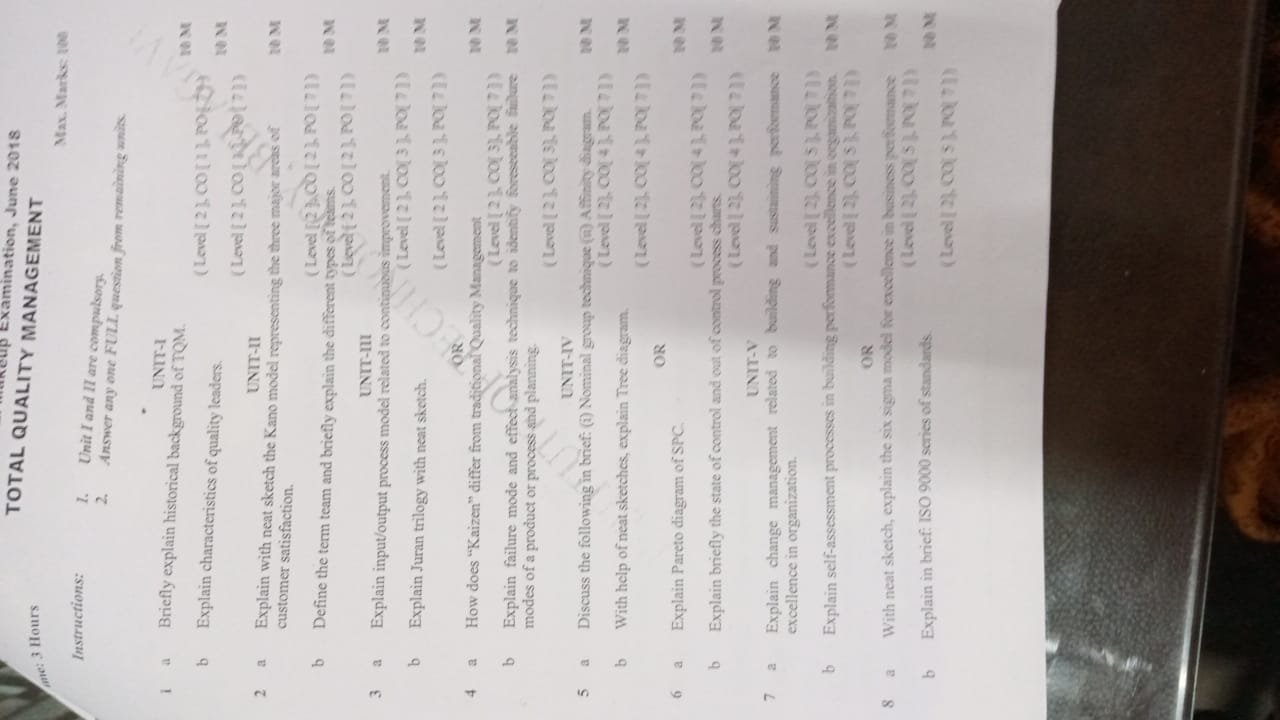 Makeup Examination, June 2018
TOTAL QUALITY MANAGEMENT
me: 3 Hours Max. Marks: 100
Instructions: 1. Unit I and II are compulsory.
2. Answer any one FULL question from remaining units.
UNIT-I
1 a Briefly explain historical background of TQM. 10 M
( Level [ 2 ], CO [ 1 ], PO
b Explain characteristics of quality leaders. 10 M
( Level [ 2 ], CO PO [ 7 ])
UNIT-II
2 a Explain with neat sketch the Kano model representing the three major areas of 10 M
customer satisfaction.
( Level [ 2 ], CO [ 2 ], PO [ 7 ])
b Define the term team and briefly explain the different types of teams. 10 M
( Level [ 2 ], CO [ 2 ], PO [ 7 ])
UNIT-III
3 a Explain input/output process model related to continuous improvement. 10 M
( Level [ 2 ], CO[ 3 ], PO[ 7 ])
b Explain Juran trilogy with neat sketch. 10 M
( Level [ 2 ], CO[ 3 ], PO[ 7 ])
OR
4 a How does "Kaizen" differ from traditional Quality Management 10 M
( Level [ 2 ], CO[ 3], PO[ 7 ])
b Explain failure mode and effect analysis technique to identify foreseeable failure 10 M
modes of a product or process and planning.
( Level [ 2 ], CO[ 3], PO[ 7 ])
UNIT-IV
5 a Discuss the following in brief: (i) Nominal group technique (ii) Affinity diagram. 10 M
( Level [ 2], CO[ 4 ], PO[ 7 ])
b With help of neat sketches, explain Tree diagram. 10 M
( Level [ 2], CO[ 4 ], PO[ 7 ])
OR
6 a Explain Pareto diagram of SPC. 10 M
( Level [ 2], CO[ 4 ], PO[ 7 ])
b Explain briefly the state of control and out of control process charts. 10 M
( Level [ 2], CO[ 4 ], PO[ 7 ])
UNIT-V
7 a Explain change management related to building and sustaining performance 10 M
excellence in organization.
( Level [ 2], CO[ 5 ], PO[ 7 ])
b Explain self-assessment processes in building performance excellence in organization. 10 M
( Level [ 2], CO[ 5 ], PO[ 7 ])
OR
8 a With neat sketch, explain the six sigma model for excellence in business performance 10 M
( Level [ 2], CO[ 5 ], PO[ 7 ])
b Explain in brief: ISO 9000 series of standards. 10 M
( Level [ 2], CO[ 5 ], PO[ 7 ])